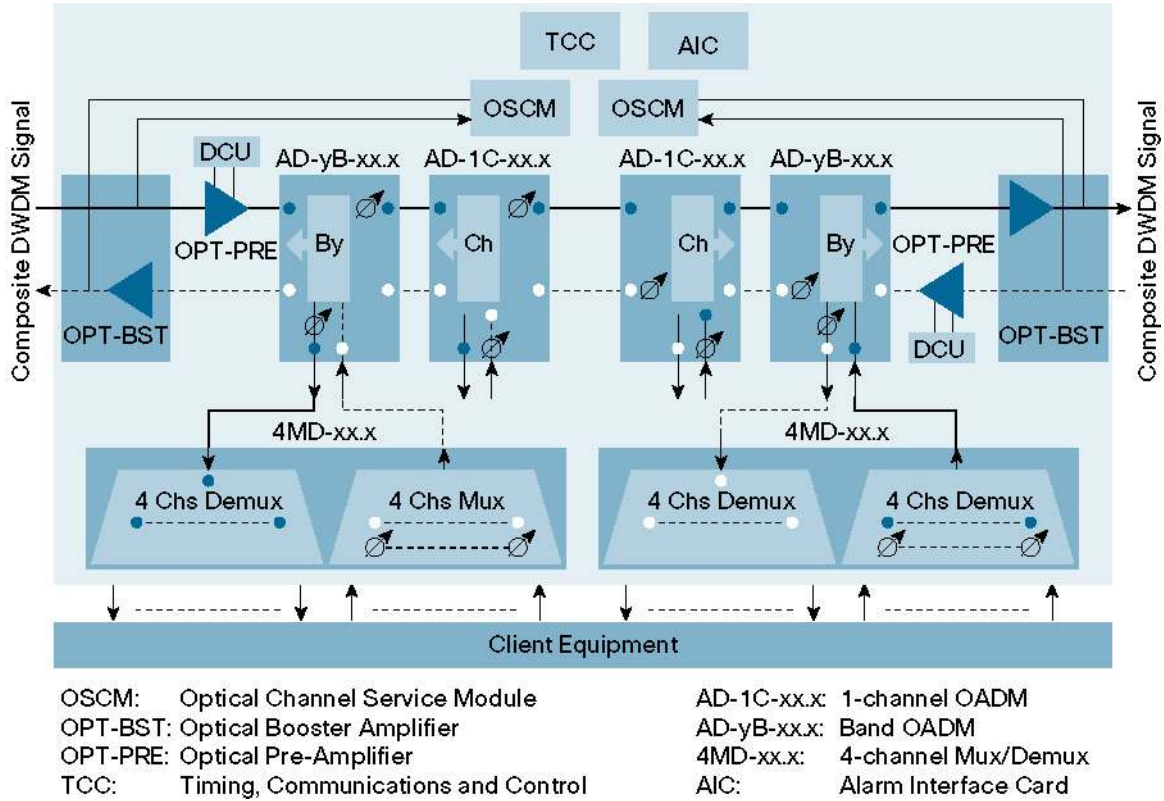 TCC
AIC
OSCM
OSCM
Composite DWDM Signal
Composite DWDM Signal
DCU
AD-yB-xx.x
AD-1C-xx.x
AD-1C-xx.x
AD-yB-xx.x
OPT-PRE
By
Ch
Ch
By
OPT-PRE
OPT-BST
DCU
OPT-BST
4MD-xx.x
4MD-xx.x
4 Chs Demux
4 Chs Mux
4 Chs Demux
4 Chs Demux
Client Equipment
OSCM: Optical Channel Service Module
OPT-BST: Optical Booster Amplifier
OPT-PRE: Optical Pre-Amplifier
TCC: Timing, Communications and Control
AD-1C-xx.x: 1-channel OADM
AD-yB-xx.x: Band OADM
4MD-xx.x: 4-channel Mux/Demux
AIC: Alarm Interface Card